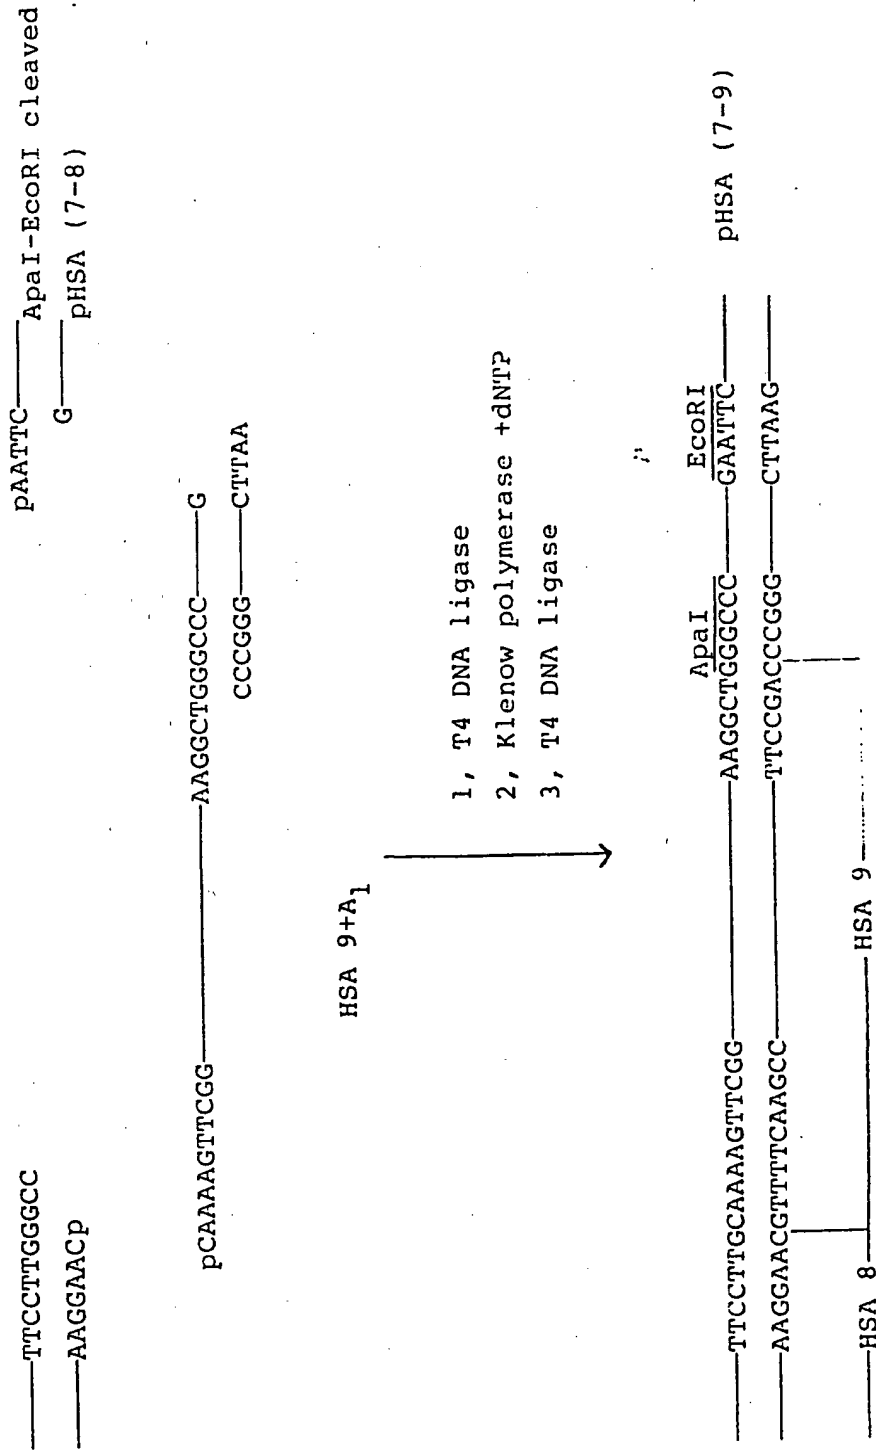 TTCCTTGGGCC pAATTC ApaI-EcoRI cleaved
AAGGAACp G pHSA (7-8)
pCAAAAGTTCGG AAGGCTGGGCCC G
CCCGGG CTTAA
HSA 9+A1
1, T4 DNA ligase
2, Klenow polymerase +dNTP
3, T4 DNA ligase
ApaI EcoRI
TTCCTTGCAAAAGTTCGG AAGGCTGGGCCC GAATTC
pHSA (7-9)
AAGGAACGTTTTCAAGCC TTCCGACCCGGG CTTAAG
HSA 8 HSA 9